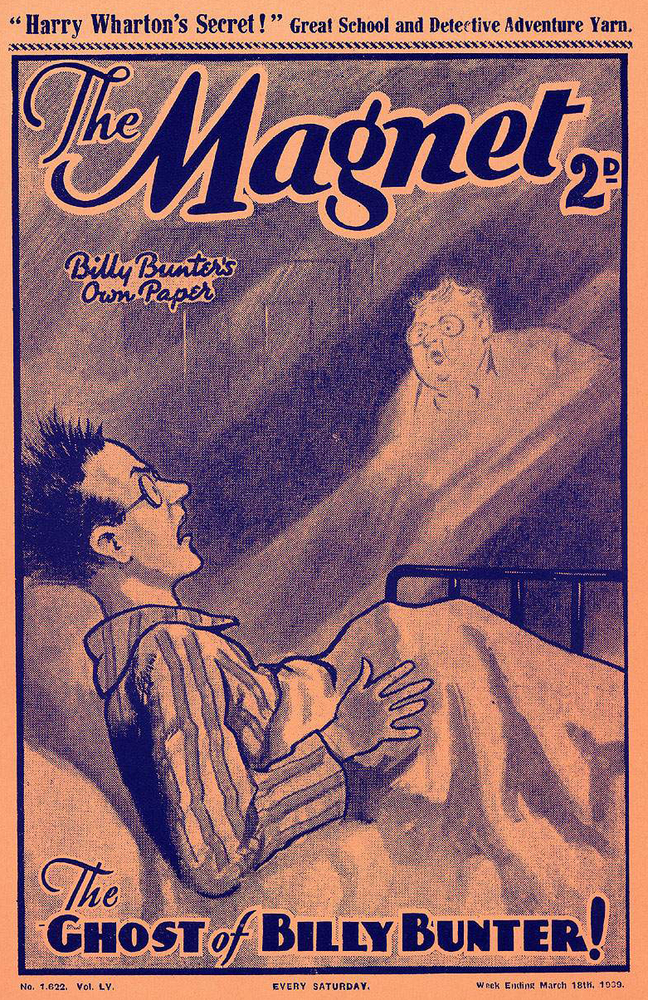 “Harry Wharton's Secret!” Great School and Detective Adventure Yarn.
The Magnet
2D
Billy Bunter's
Own Paper
The
GHOST of BILLY BUNTER!
No. 1,622. Vol. LV. EVERY SATURDAY. Week Ending March 18th, 1939.